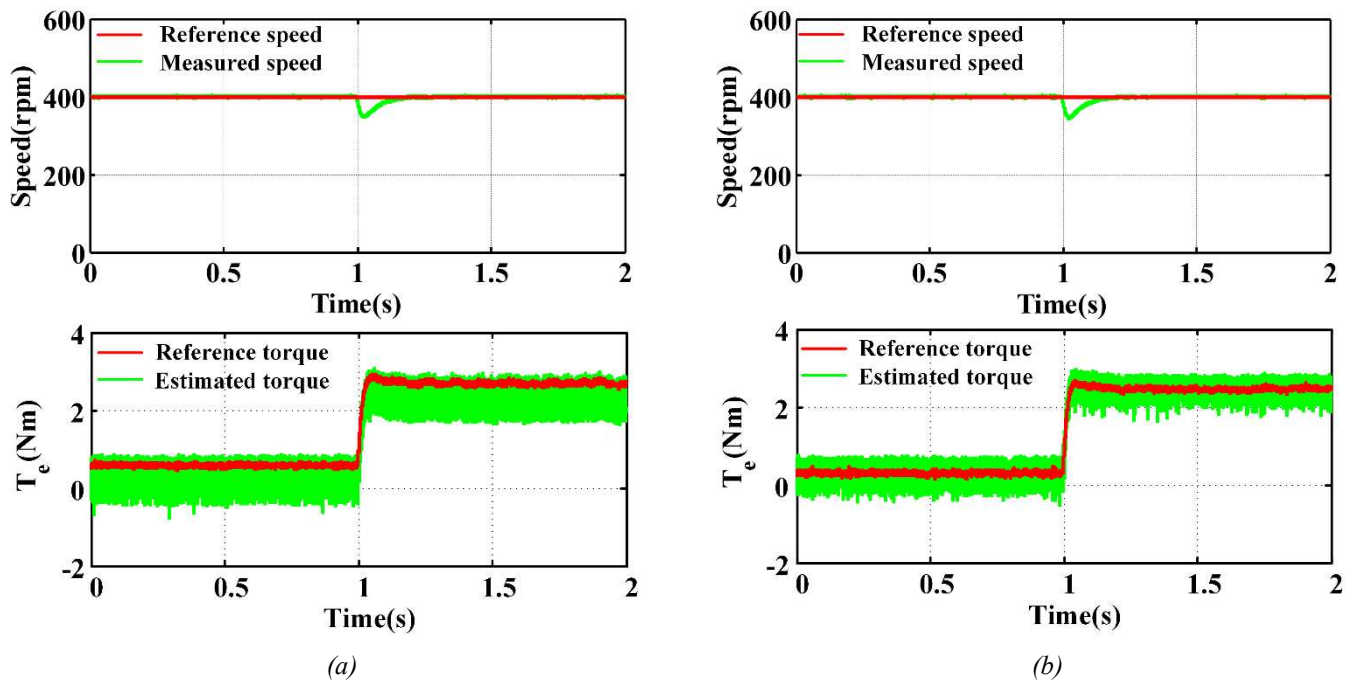 600
Reference speed
Measured speed
400
200
0
Speed(rpm)
0 0.5 1 1.5 2
Time(s)
600
Reference speed
Measured speed
400
200
0
Speed(rpm)
0 0.5 1 1.5 2
Time(s)
4
Reference torque
Estimated torque
2
0
-2
T_e(Nm)
0 0.5 1 1.5 2
Time(s)
4
Reference torque
Estimated torque
2
0
-2
T_e(Nm)
0 0.5 1 1.5 2
Time(s)
(a)
(b)